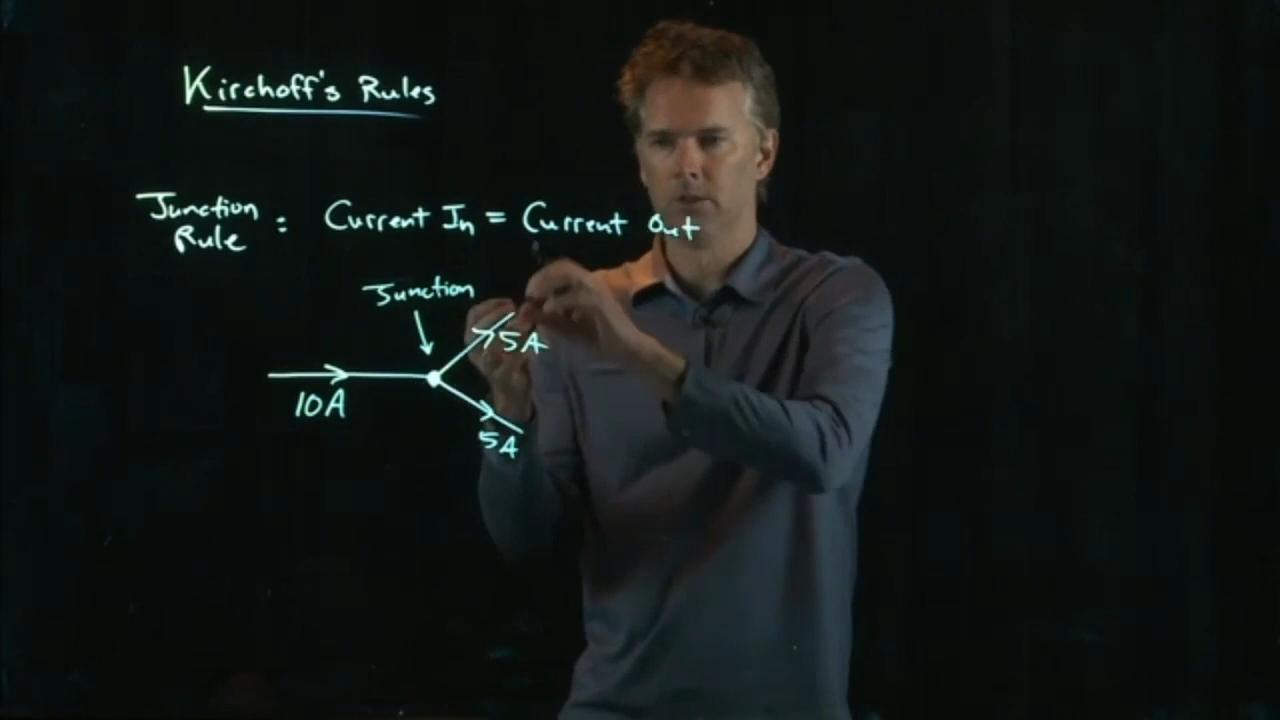 Kirchoff's Rules
Junction Rule : Current In = Current Out
Junction
5A
10A
5A